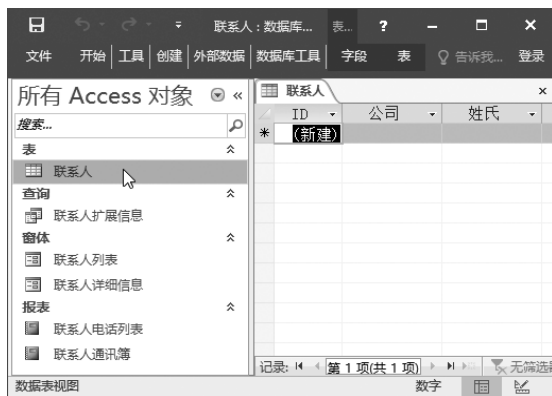 联系人 : 数据库... 表... ? 
文件 开始 工具 创建 外部数据 数据库工具 字段 表 告诉我... 登录
所有 Access 对象 «
搜索...
表
联系人
查询
联系人扩展信息
窗体
联系人列表
联系人详细信息
报表
联系人电话列表
联系人通讯簿
联系人 ×
ID 公司 姓氏
* (新建)
记录: 第 1 项(共 1 项) 无筛选
数据表视图 数字